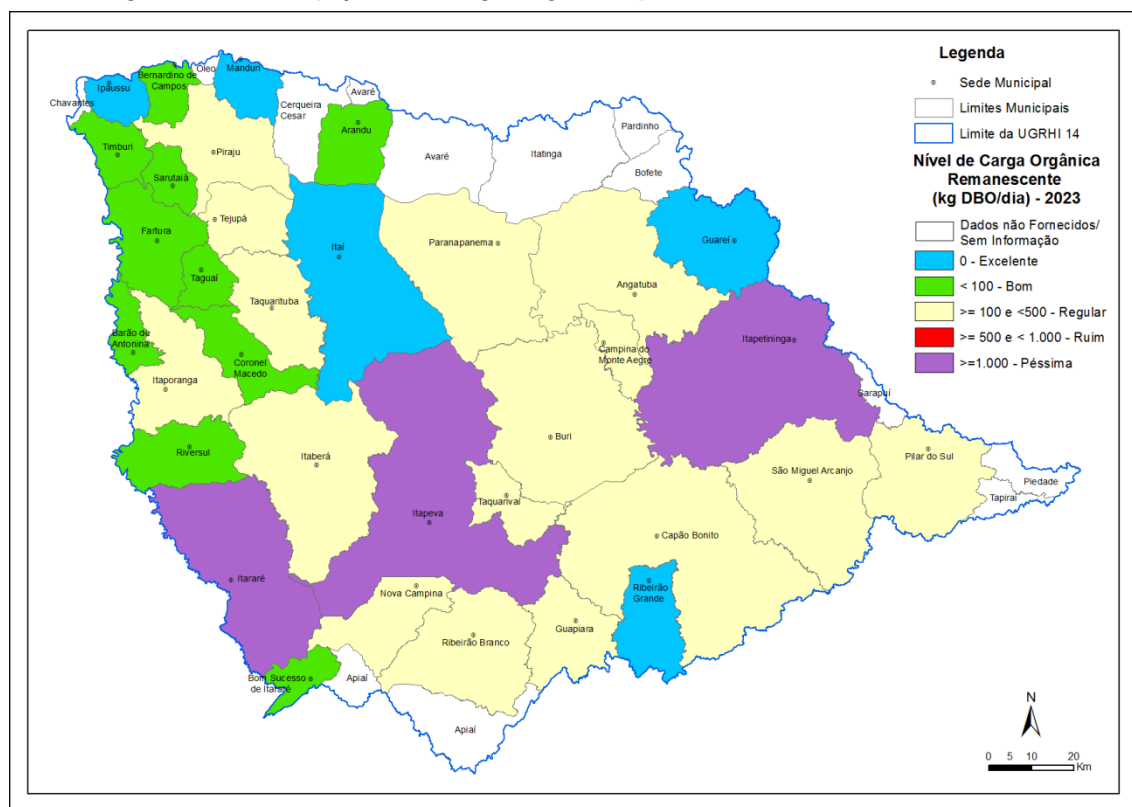 Legenda
Sede Municipal
Limites Municipais
Limite da UGRHI 14
Nível de Carga Orgânica
Remanescente
(kg DBO/dia) - 2023
Dados não Fornecidos/
Sem Informação
0 - Excelente
< 100 - Bom
>= 100 e <500 - Regular
>= 500 e < 1.000 - Ruim
>=1.000 - Péssima
Chavantes
Ipaussu
Bernardino de
Campos
Óleo
Manduri
Cerqueira
Cesar
Avaré
Arandu
Avaré
Itatinga
Pardinho
Bofete
Timburi
Piraju
Sarutaiá
Tejupá
Fartura
Taguaí
Itaí
Paranapanema
Guareí
Angatuba
Taquarituba
Barão de
Antonina
Coronel
Macedo
Itaporanga
Campina do
Monte Aegre
Itapetininga
Sarapuí
Riversul
Itaberá
Buri
São Miguel Arcanjo
Pilar do Sul
Piedade
Tapiraí
Taquarivaí
Itapeva
Capão Bonito
Itararé
Nova Campina
Ribeirão
Grande
Guapiara
Ribeirão Branco
Bom Sucesso
de Itararé
Apiaí
Apiaí
N
0 5 10 20
Km